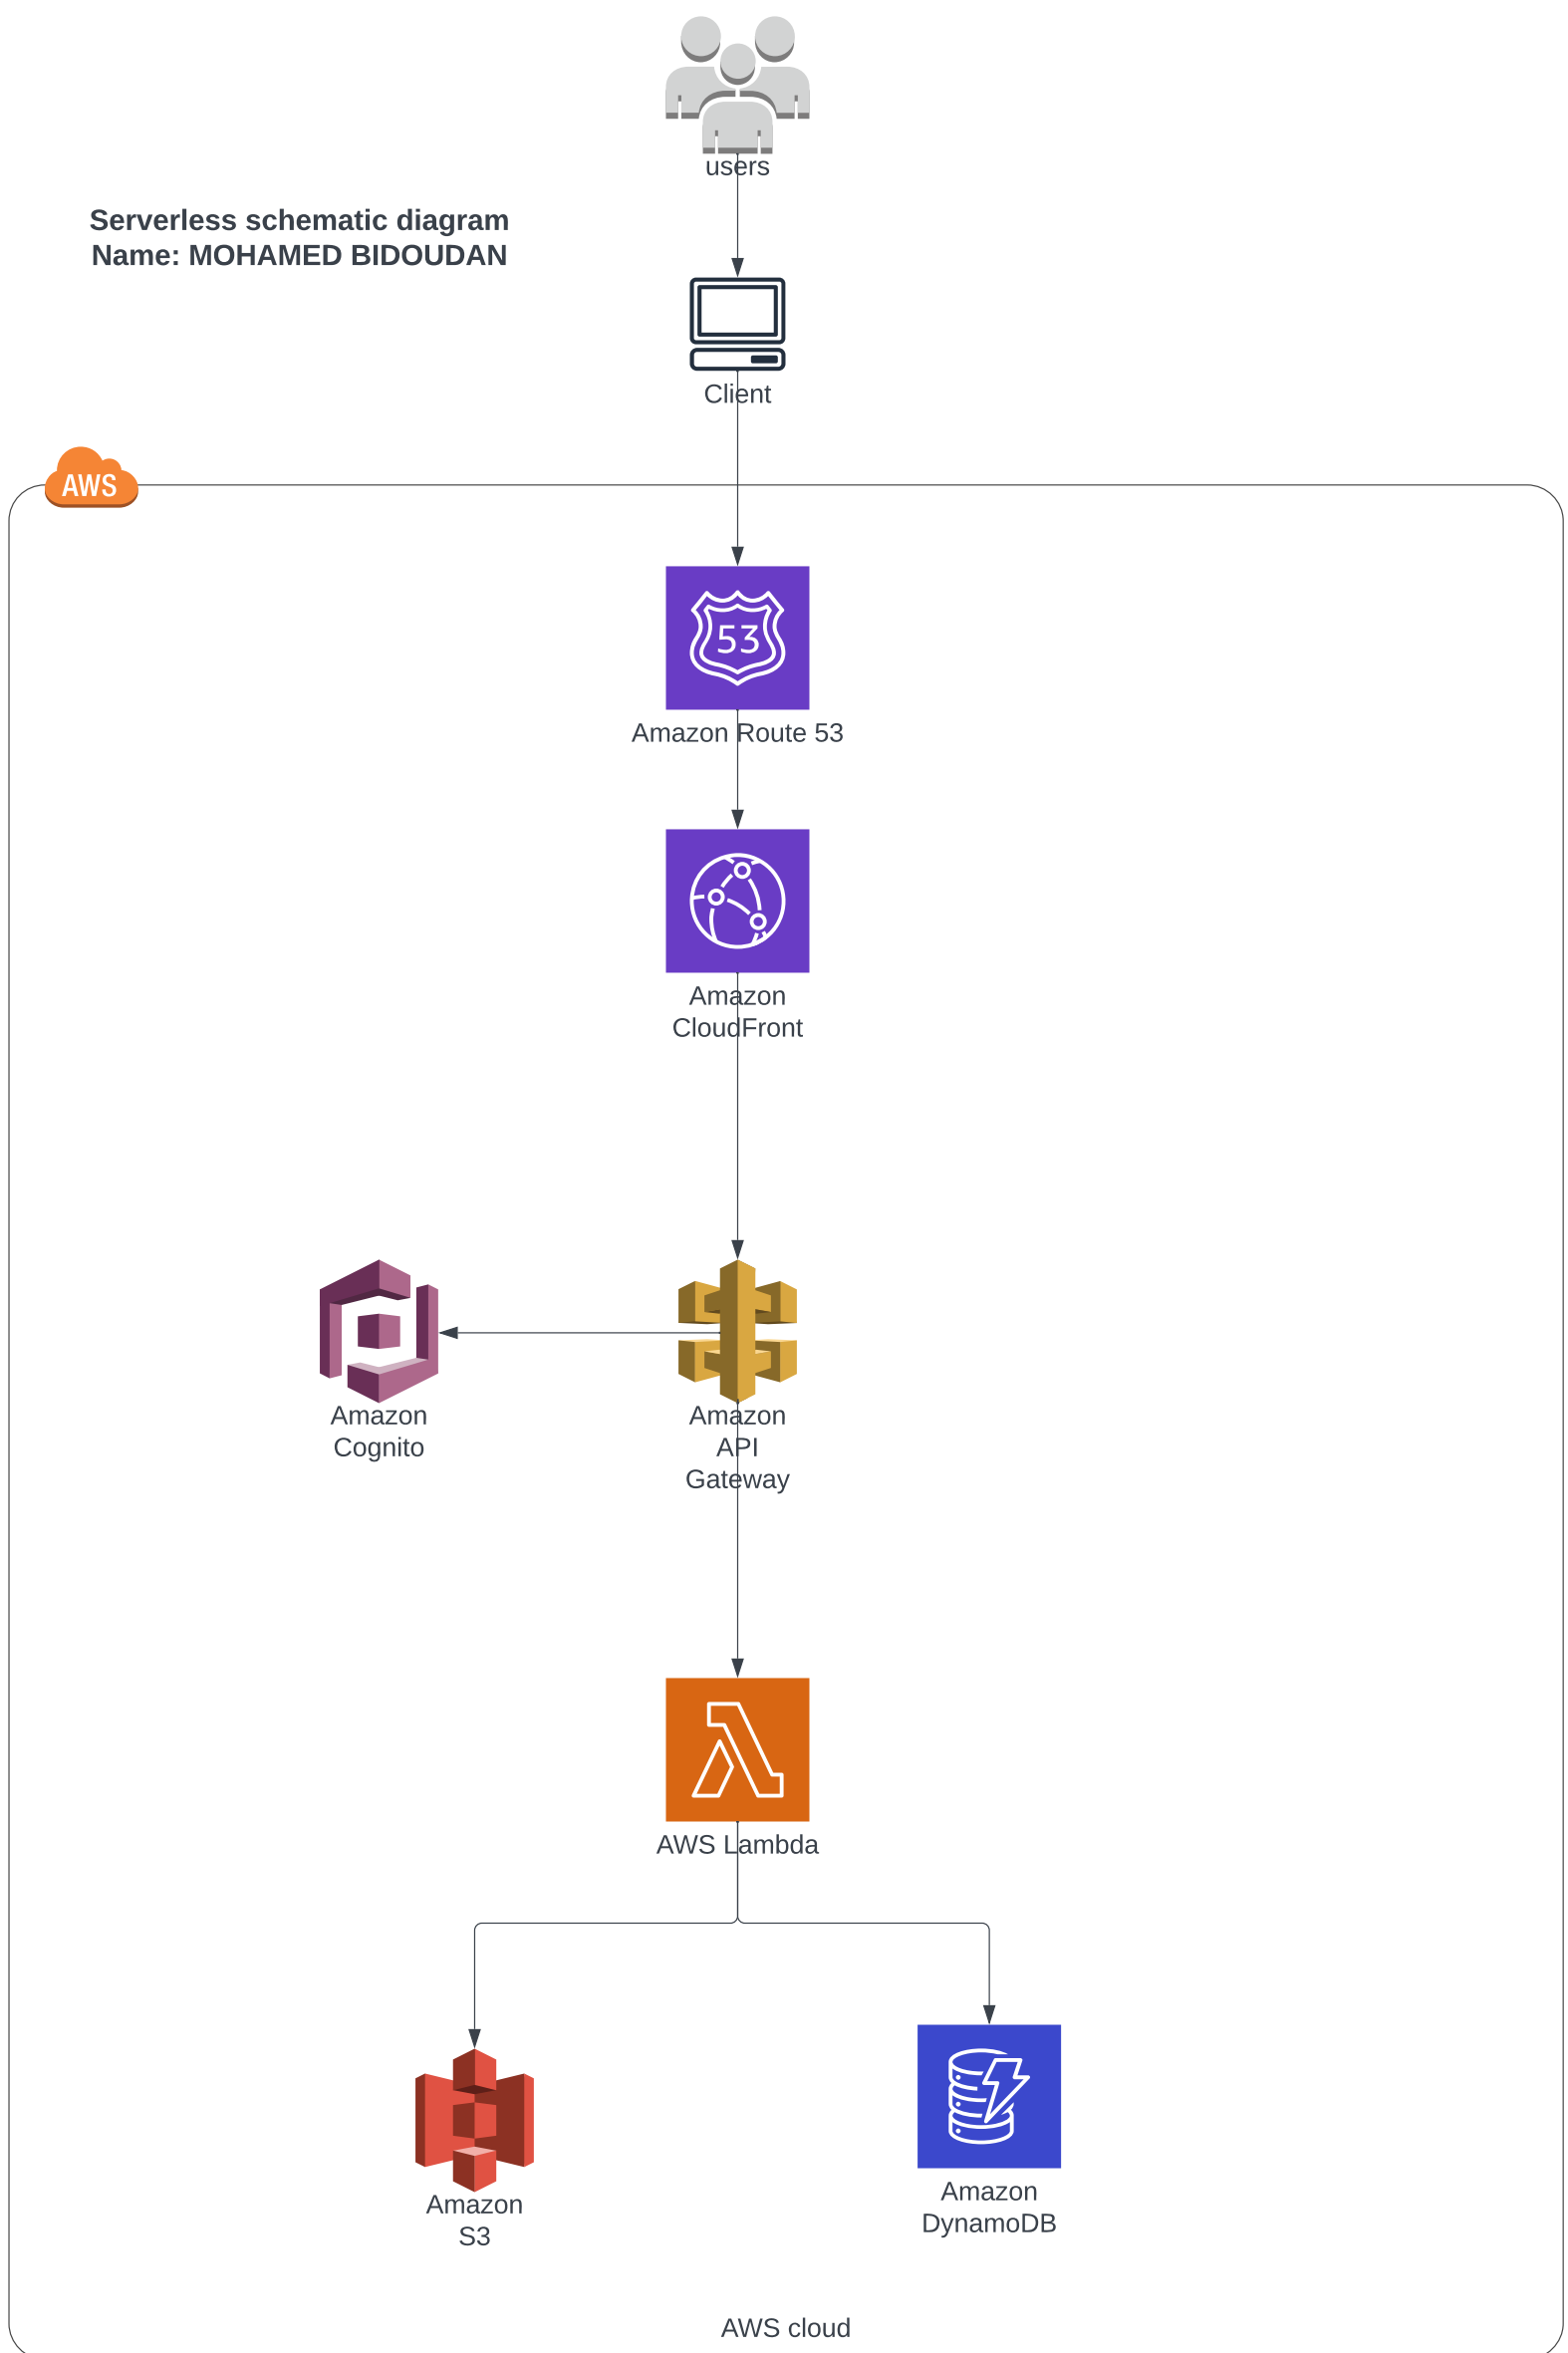 users
Serverless schematic diagram
Name: MOHAMED BIDOUDAN
Client
AWS
53
Amazon Route 53
Amazon
CloudFront
Amazon
Cognito
Amazon
API
Gateway
AWS Lambda
Amazon
S3
Amazon
DynamoDB
AWS cloud